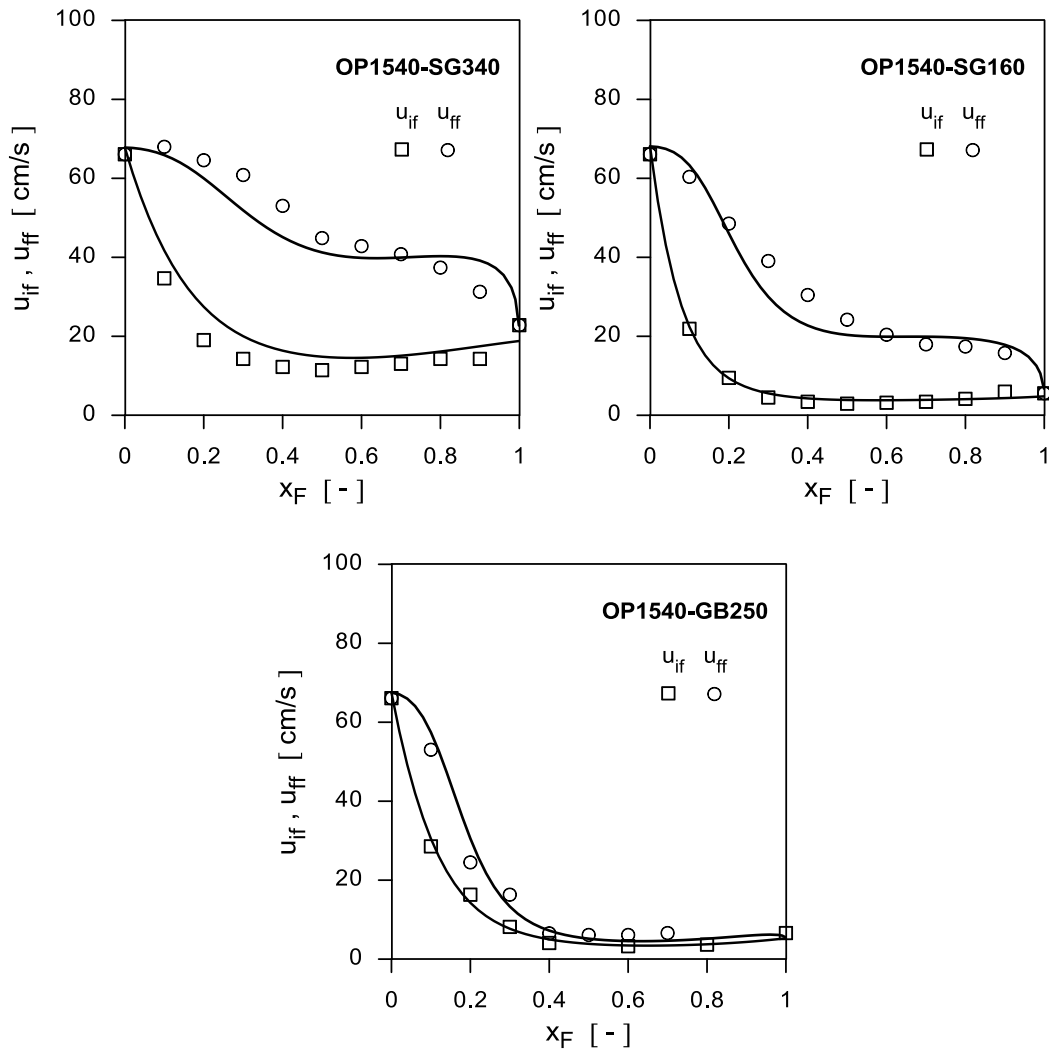 100
80
60
40
20
0
u_if , u_ff [ cm/s ]
OP1540-SG340
u_if u_ff
0 0.2 0.4 0.6 0.8 1
x_F [ - ]
100
80
60
40
20
0
u_if , u_ff [ cm/s ]
OP1540-SG160
u_if u_ff
0 0.2 0.4 0.6 0.8 1
x_F [ - ]
100
80
60
40
20
0
u_if , u_ff [ cm/s ]
OP1540-GB250
u_if u_ff
0 0.2 0.4 0.6 0.8 1
x_F [ - ]